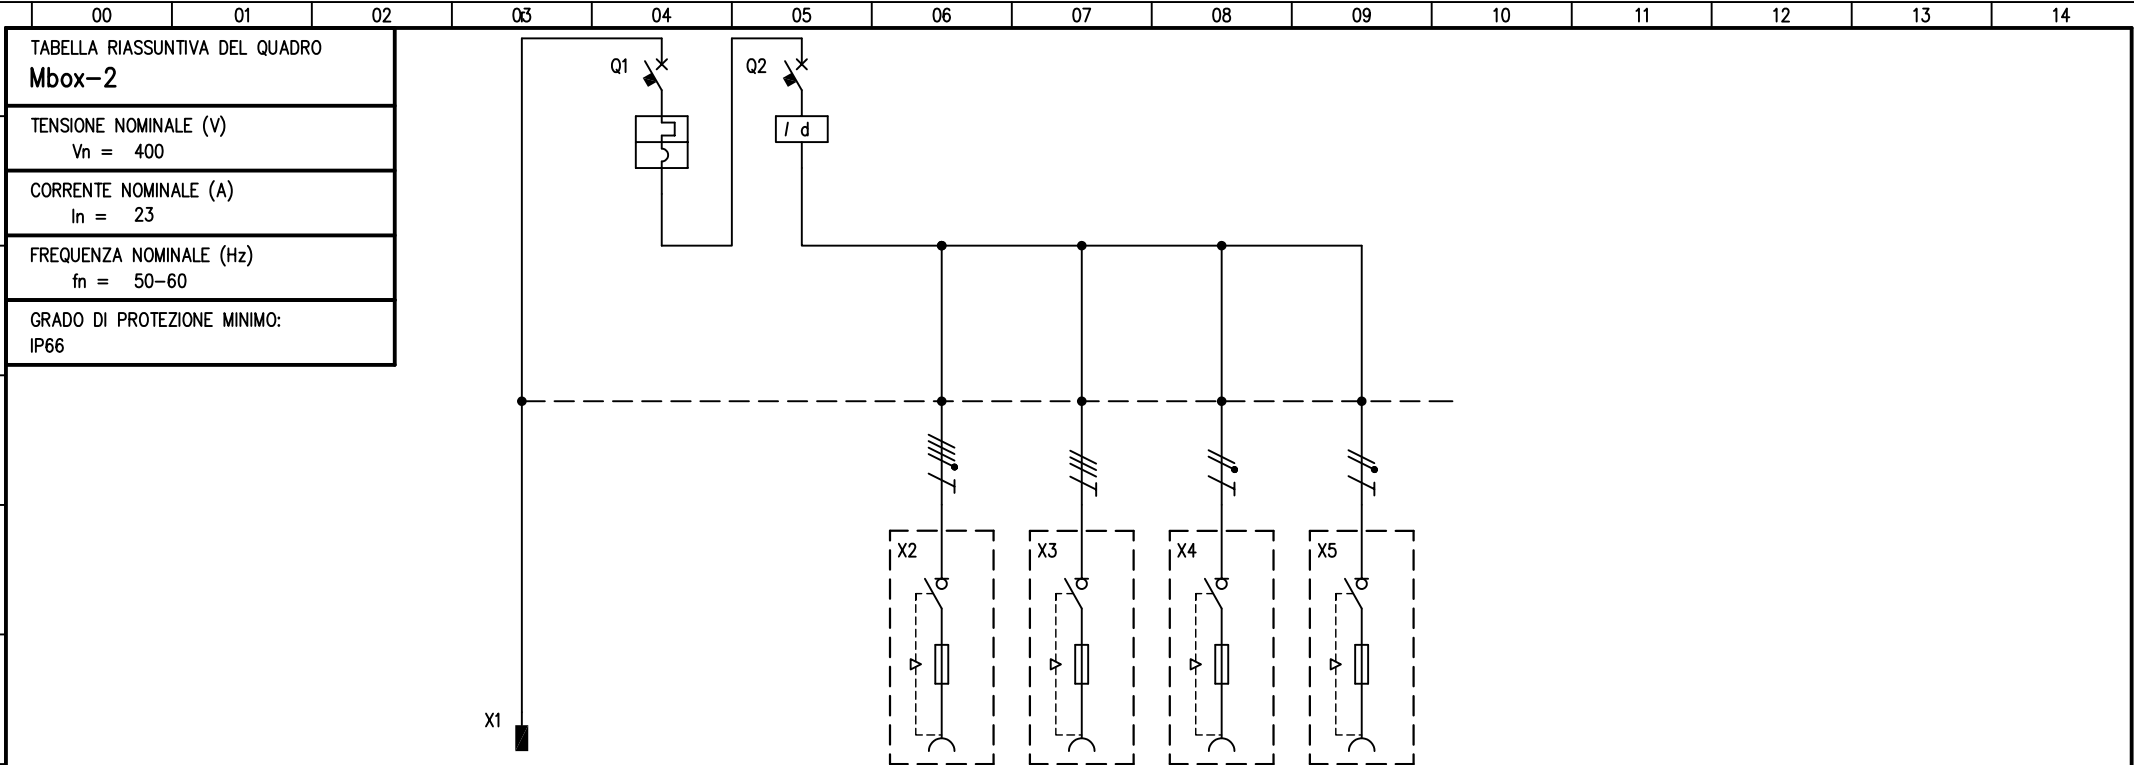 00 01 02 03 04 05 06 07 08 09 10 11 12 13 14
TABELLA RIASSUNTIVA DEL QUADRO
Mbox-2
TENSIONE NOMINALE (V)
Vn = 400
CORRENTE NOMINALE (A)
In = 23
FREQUENZA NOMINALE (Hz)
fn = 50-60
GRADO DI PROTEZIONE MINIMO:
IP66
Q1
Q2
I d
X2
X3
X4
X5
X1